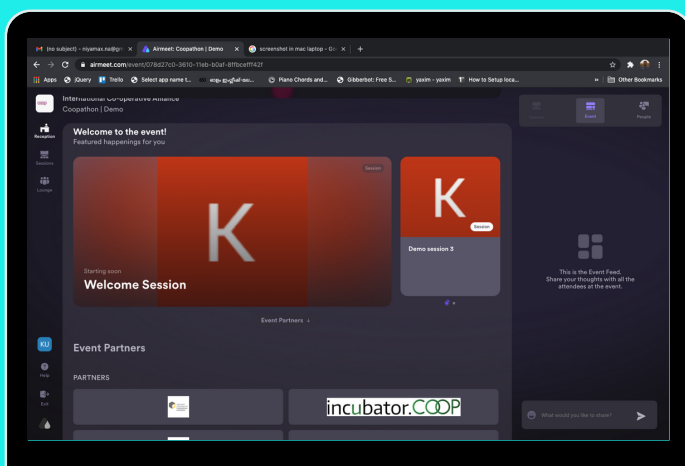 (no subject) - niyamax.na@gm
Airmeet: Coopathon | Demo
screenshot in mac laptop - Go
airmeet.com/event/078d27c0-3610-11eb-b0af-8ffbcefff42f
Apps
jQuery
Trello
Select app name t...
Piano Chords and...
Gibberbot: Free S...
yaxim - yaxim
How to Setup loca...
»
Other Bookmarks
International Co-operative Alliance
Coopathon | Demo
Reception
Sessions
Lounge
Welcome to the event!
Featured happenings for you
Session
K
Starting soon
Welcome Session
K
Session
Demo session 3
Event Partners ↓
Event Partners
PARTNERS
incubator.COOP
KU
Help
Exit
Event
People
This is the Event Feed.
Share your thoughts with all the
attendees at the event.
What would you like to share?